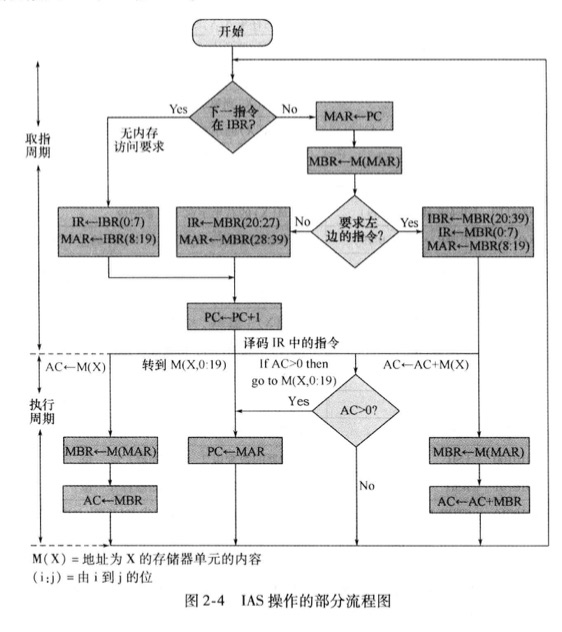 开始
下一指令
在 IBR?
Yes
No
无内存
访问要求
MAR←PC
MBR←M(MAR)
取指
周期
IR←IBR(0:7)
MAR←IBR(8:19)
IR←MBR(20:27)
MAR←MBR(28:39)
No
要求左
边的指令?
Yes
IBR←MBR(20:39)
IR←MBR(0:7)
MAR←MBR(8:19)
PC←PC+1
译码 IR 中的指令
AC←M(X)
转到 M(X,0:19)
If AC>0 then
go to M(X,0:19)
AC←AC+M(X)
执行
周期
Yes
AC>0?
MBR←M(MAR)
PC←MAR
MBR←M(MAR)
AC←MBR
No
AC←AC+MBR
M(X) = 地址为 X 的存储器单元的内容
(i:j) = 由 i 到 j 的位
图 2-4 IAS 操作的部分流程图